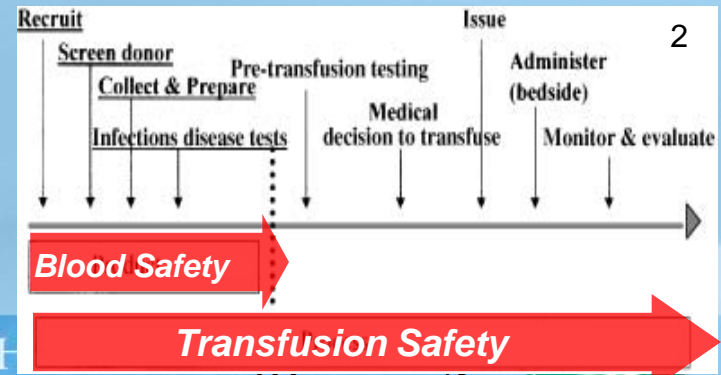 Recruit
Issue
2
Screen donor
Pre-transfusion testing
Administer
(bedside)
Collect & Prepare
Medical
decision to transfuse
Infections disease tests
Monitor & evaluate
Blood Safety
Transfusion Safety